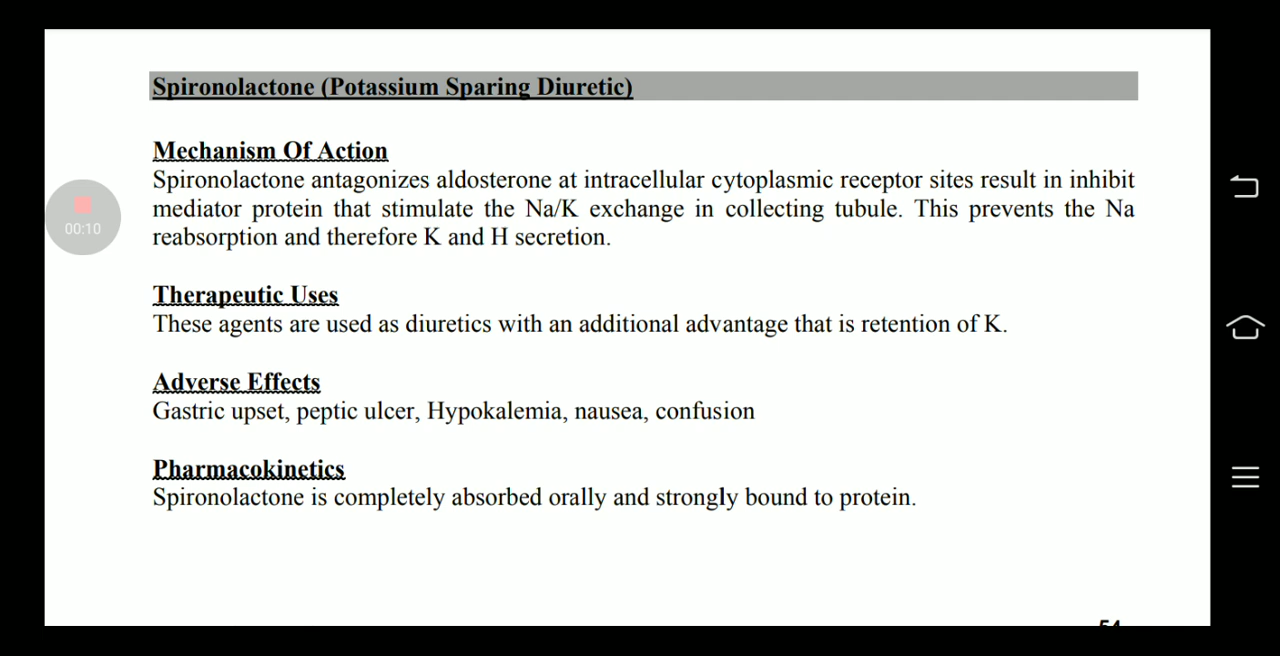 Spironolactone (Potassium Sparing Diuretic)
Mechanism Of Action
Spironolactone antagonizes aldosterone at intracellular cytoplasmic receptor sites result in inhibit
mediator protein that stimulate the Na/K exchange in collecting tubule. This prevents the Na
reabsorption and therefore K and H secretion.
00:10
Therapeutic Uses
These agents are used as diuretics with an additional advantage that is retention of K.
Adverse Effects
Gastric upset, peptic ulcer, Hypokalemia, nausea, confusion
Pharmacokinetics
Spironolactone is completely absorbed orally and strongly bound to protein.